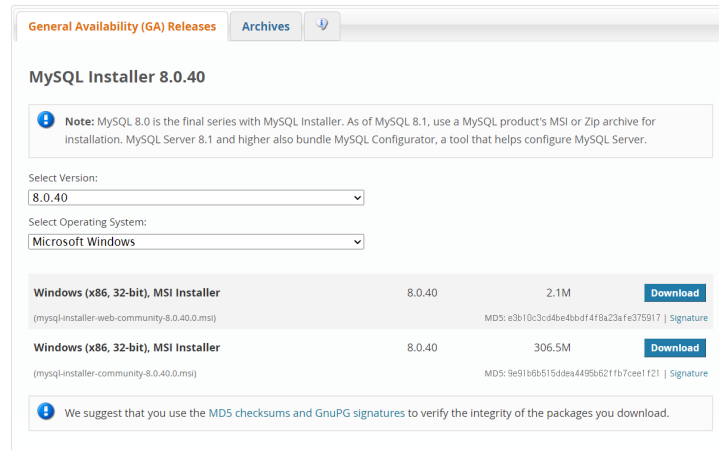 General Availability (GA) Releases
Archives
MySQL Installer 8.0.40
Note: MySQL 8.0 is the final series with MySQL Installer. As of MySQL 8.1, use a MySQL product's MSI or Zip archive for
installation. MySQL Server 8.1 and higher also bundle MySQL Configurator, a tool that helps configure MySQL Server.
Select Version:
8.0.40
Select Operating System:
Microsoft Windows
Windows (x86, 32-bit), MSI Installer 8.0.40 2.1M Download
(mysql-installer-web-community-8.0.40.0.msi) MD5: e3b10c3cd4be4bbdf4f8a23afe375917 | Signature
Windows (x86, 32-bit), MSI Installer 8.0.40 306.5M Download
(mysql-installer-community-8.0.40.0.msi) MD5: 9e91b6b515ddea4495b62ffb7cee1f21 | Signature
We suggest that you use the MD5 checksums and GnuPG signatures to verify the integrity of the packages you download.